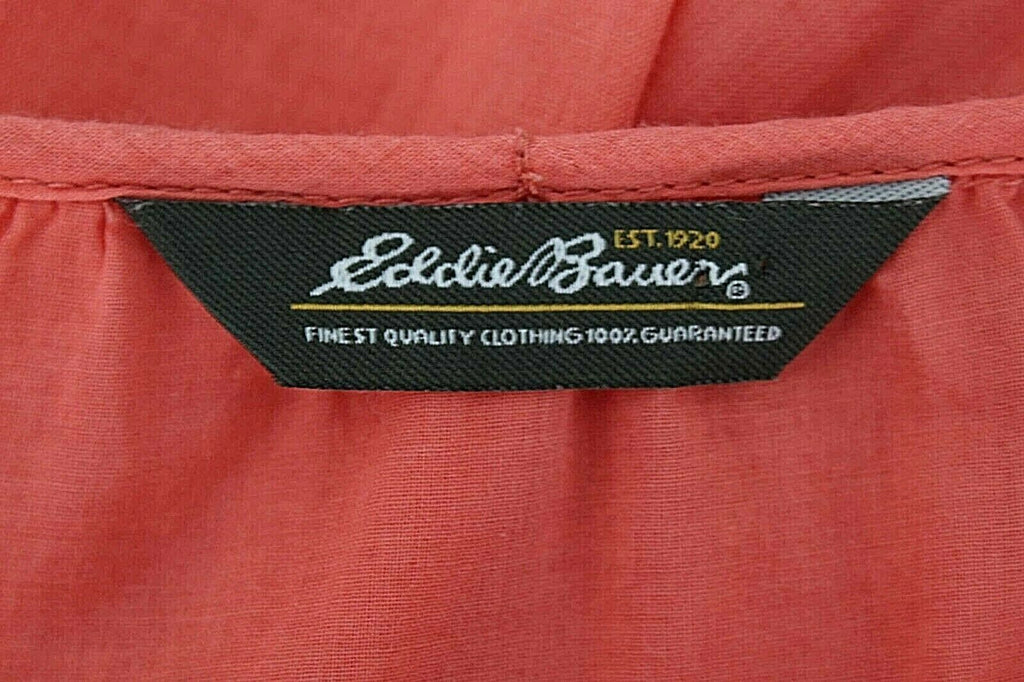 EST. 1920
Eddie Bauer®
FINEST QUALITY CLOTHING 100% GUARANTEED